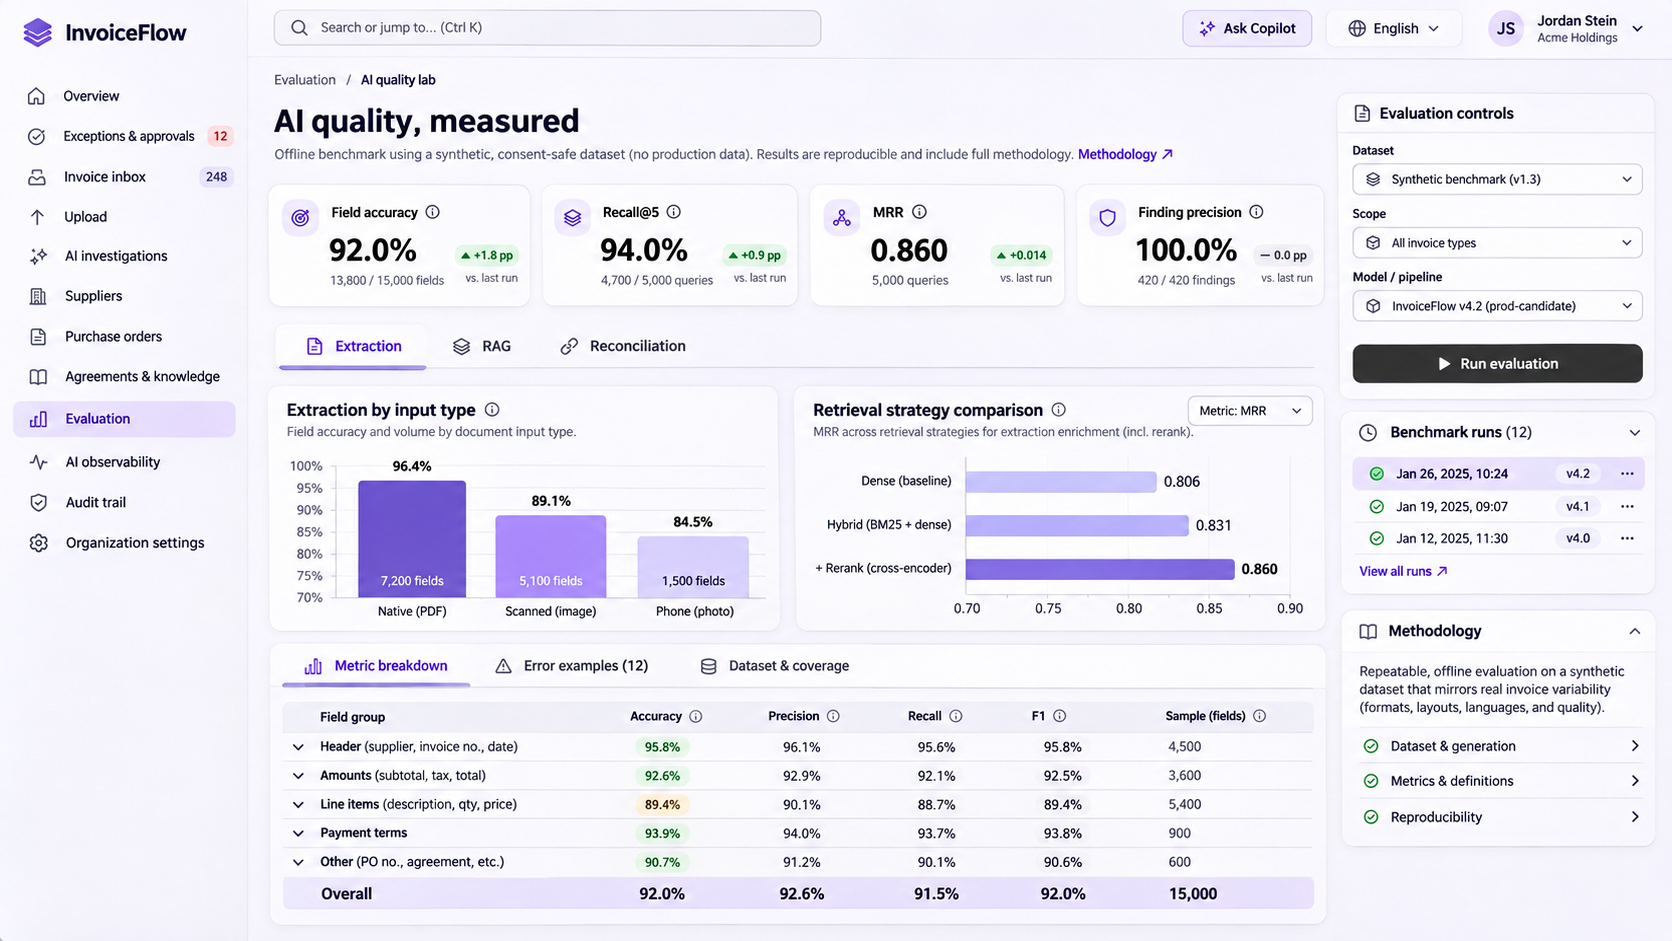 InvoiceFlow
Search or jump to... (Ctrl K)
Ask Copilot
English
JS
Jordan Stein
Acme Holdings
Overview
Exceptions & approvals 12
Invoice inbox 248
Upload
AI investigations
Suppliers
Purchase orders
Agreements & knowledge
Evaluation
AI observability
Audit trail
Organization settings
Evaluation / AI quality lab
AI quality, measured
Offline benchmark using a synthetic, consent-safe dataset (no production data). Results are reproducible and include full methodology. Methodology
Field accuracy
92.0%
+1.8 pp
13,800 / 15,000 fields
vs. last run
Recall@5
94.0%
+0.9 pp
4,700 / 5,000 queries
vs. last run
MRR
0.860
+0.014
5,000 queries
vs. last run
Finding precision
100.0%
— 0.0 pp
420 / 420 findings
vs. last run
Extraction
RAG
Reconciliation
Extraction by input type
Field accuracy and volume by document input type.
100%
95%
90%
85%
80%
75%
70%
96.4%
89.1%
84.5%
7,200 fields
5,100 fields
1,500 fields
Native (PDF)
Scanned (image)
Phone (photo)
Retrieval strategy comparison
Metric: MRR
MRR across retrieval strategies for extraction enrichment (incl. rerank).
Dense (baseline) 0.806
Hybrid (BM25 + dense) 0.831
+ Rerank (cross-encoder) 0.860
0.70 0.75 0.80 0.85 0.90
Metric breakdown
Error examples (12)
Dataset & coverage
Field group Accuracy Precision Recall F1 Sample (fields)
Header (supplier, invoice no., date) 95.8% 96.1% 95.6% 95.8% 4,500
Amounts (subtotal, tax, total) 92.6% 92.9% 92.1% 92.5% 3,600
Line items (description, qty, price) 89.4% 90.1% 88.7% 89.4% 5,400
Payment terms 93.9% 94.0% 93.7% 93.8% 900
Other (PO no., agreement, etc.) 90.7% 91.2% 90.1% 90.6% 600
Overall 92.0% 92.6% 91.5% 92.0% 15,000
Evaluation controls
Dataset
Synthetic benchmark (v1.3)
Scope
All invoice types
Model / pipeline
InvoiceFlow v4.2 (prod-candidate)
Run evaluation
Benchmark runs (12)
Jan 26, 2025, 10:24 v4.2
Jan 19, 2025, 09:07 v4.1
Jan 12, 2025, 11:30 v4.0
View all runs
Methodology
Repeatable, offline evaluation on a synthetic
dataset that mirrors real invoice variability
(formats, layouts, languages, and quality).
Dataset & generation
Metrics & definitions
Reproducibility